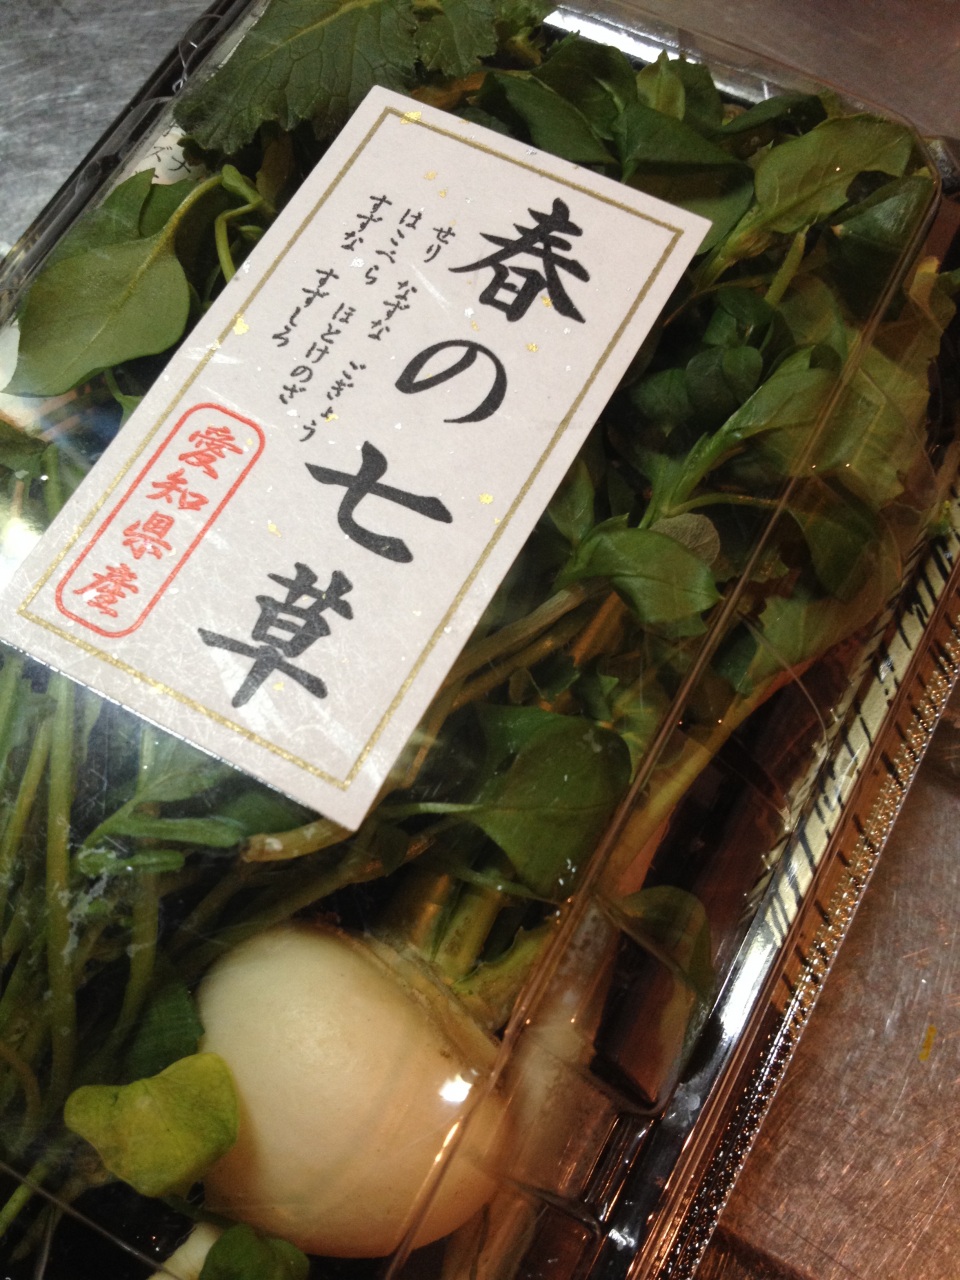 春の七草
せり なずな ごぎょう
はこべら ほとけのざ
すずな すずしろ
愛知県産